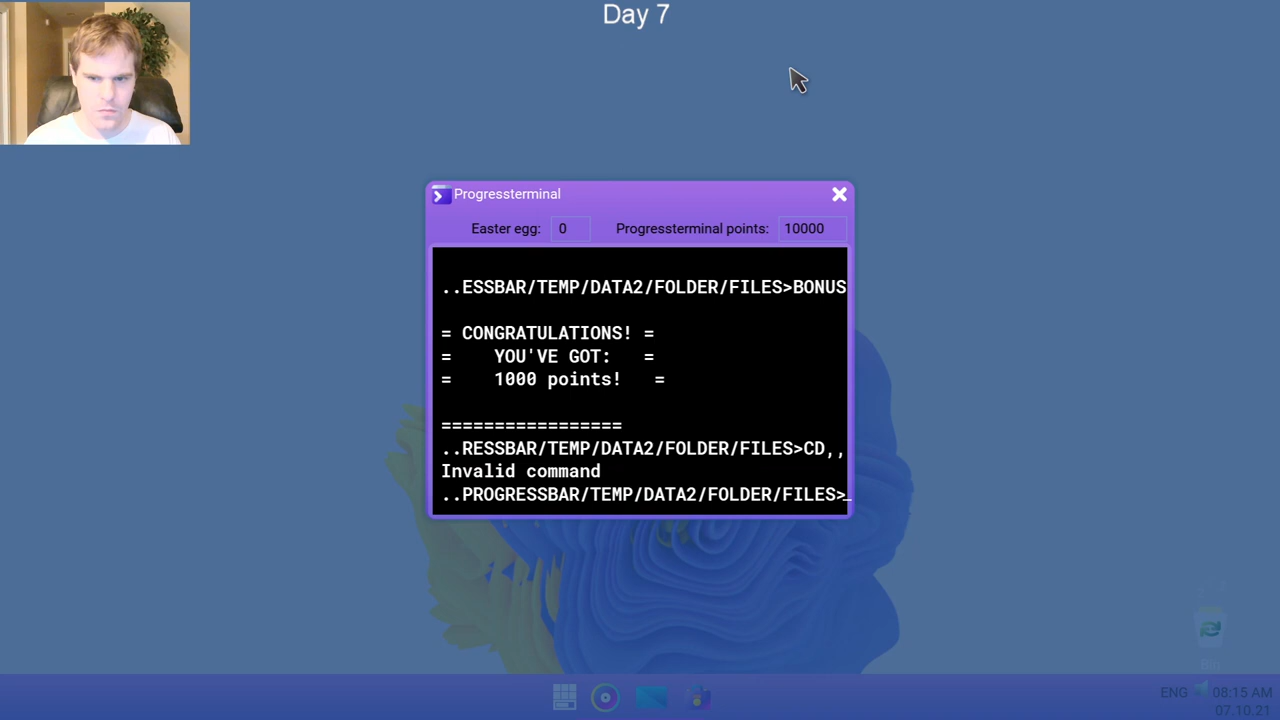 Day 7
Progressterminal
Easter egg: 0 Progressterminal points: 10000
..ESSBAR/TEMP/DATA2/FOLDER/FILES>BONUS
= CONGRATULATIONS! =
= YOU'VE GOT: =
= 1000 points! =
=================
..RESSBAR/TEMP/DATA2/FOLDER/FILES>CD,,
Invalid command
..PROGRESSBAR/TEMP/DATA2/FOLDER/FILES>_
ENG 08:15 AM
07.10.21